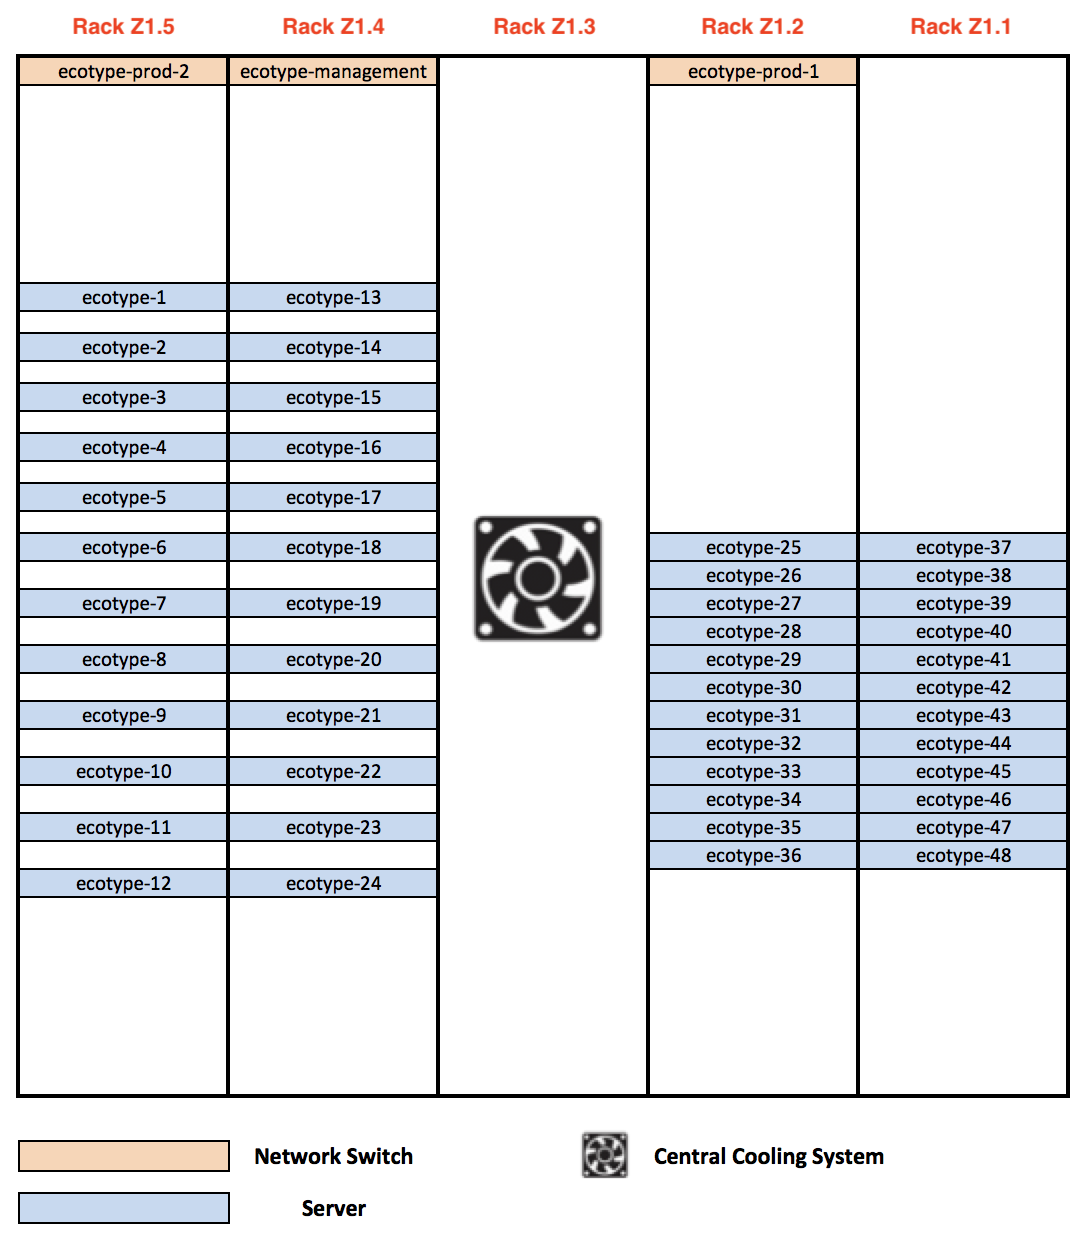 Rack Z1.5 Rack Z1.4 Rack Z1.3 Rack Z1.2 Rack Z1.1
ecotype-prod-2 ecotype-management ecotype-prod-1
ecotype-1 ecotype-13
ecotype-2 ecotype-14
ecotype-3 ecotype-15
ecotype-4 ecotype-16
ecotype-5 ecotype-17
ecotype-6 ecotype-18 ecotype-25 ecotype-37
ecotype-26 ecotype-38
ecotype-7 ecotype-19 ecotype-27 ecotype-39
ecotype-28 ecotype-40
ecotype-8 ecotype-20 ecotype-29 ecotype-41
ecotype-30 ecotype-42
ecotype-9 ecotype-21 ecotype-31 ecotype-43
ecotype-32 ecotype-44
ecotype-10 ecotype-22 ecotype-33 ecotype-45
ecotype-34 ecotype-46
ecotype-11 ecotype-23 ecotype-35 ecotype-47
ecotype-36 ecotype-48
ecotype-12 ecotype-24
Network Switch Central Cooling System
Server